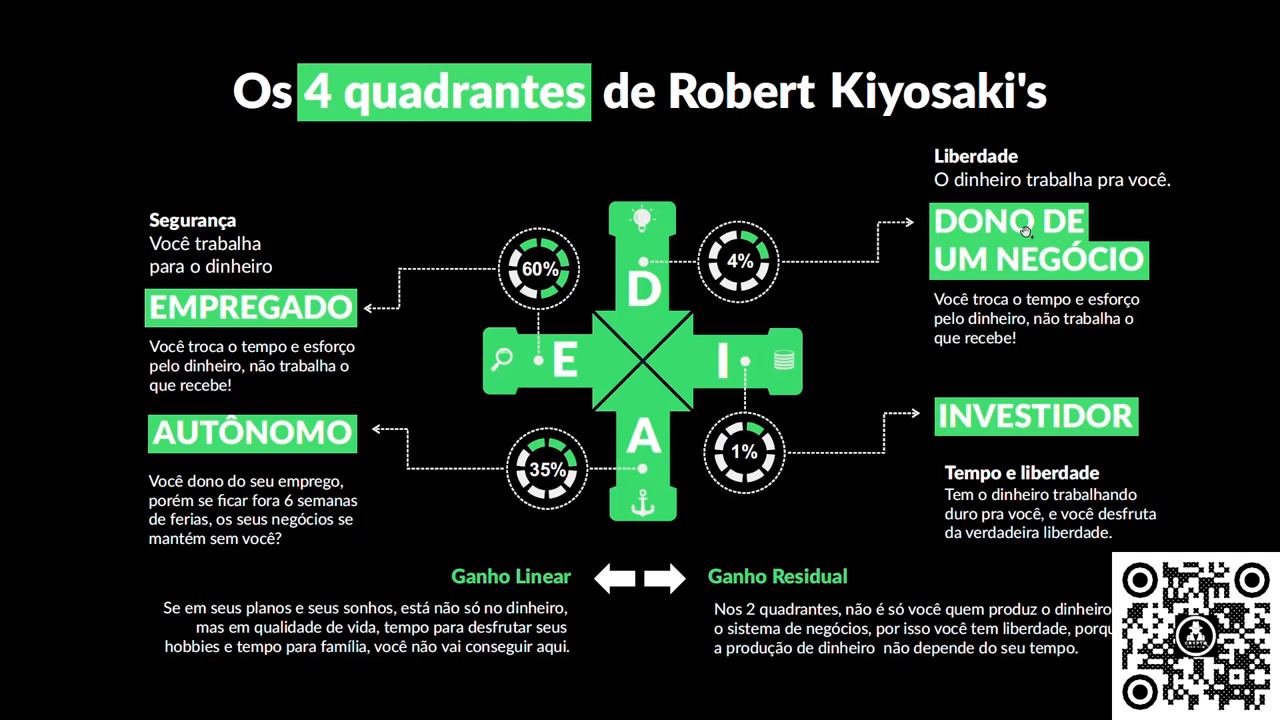 Os 4 quadrantes de Robert Kiyosaki's
Segurança
Você trabalha
para o dinheiro
EMPREGADO
Você troca o tempo e esforço
pelo dinheiro, não trabalha o
que recebe!
AUTÔNOMO
Você dono do seu emprego,
porém se ficar fora 6 semanas
de ferias, os seus negócios se
mantém sem você?
60%
4%
D
E
I
A
35%
1%
Liberdade
O dinheiro trabalha pra você.
DONO DE
UM NEGÓCIO
Você troca o tempo e esforço
pelo dinheiro, não trabalha o
que recebe!
INVESTIDOR
Tempo e liberdade
Tem o dinheiro trabalhando
duro pra você, e você desfruta
da verdadeira liberdade.
Ganho Linear
Se em seus planos e seus sonhos, está não só no dinheiro,
mas em qualidade de vida, tempo para desfrutar seus
hobbies e tempo para família, você não vai conseguir aqui.
Ganho Residual
Nos 2 quadrantes, não é só você quem produz o dinheiro
o sistema de negócios, por isso você tem liberdade,
a produção de dinheiro não depende do seu tempo.